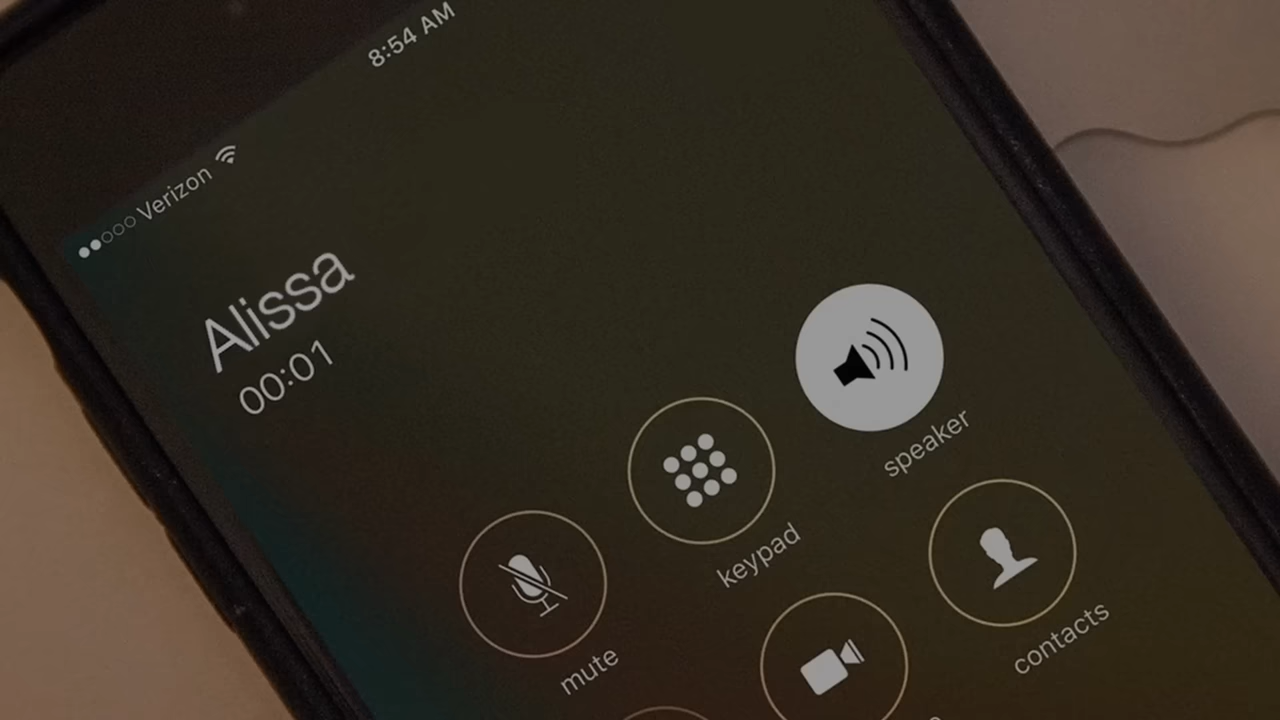 8:54 AM
Verizon
Alissa
00:01
mute
keypad
speaker
contacts